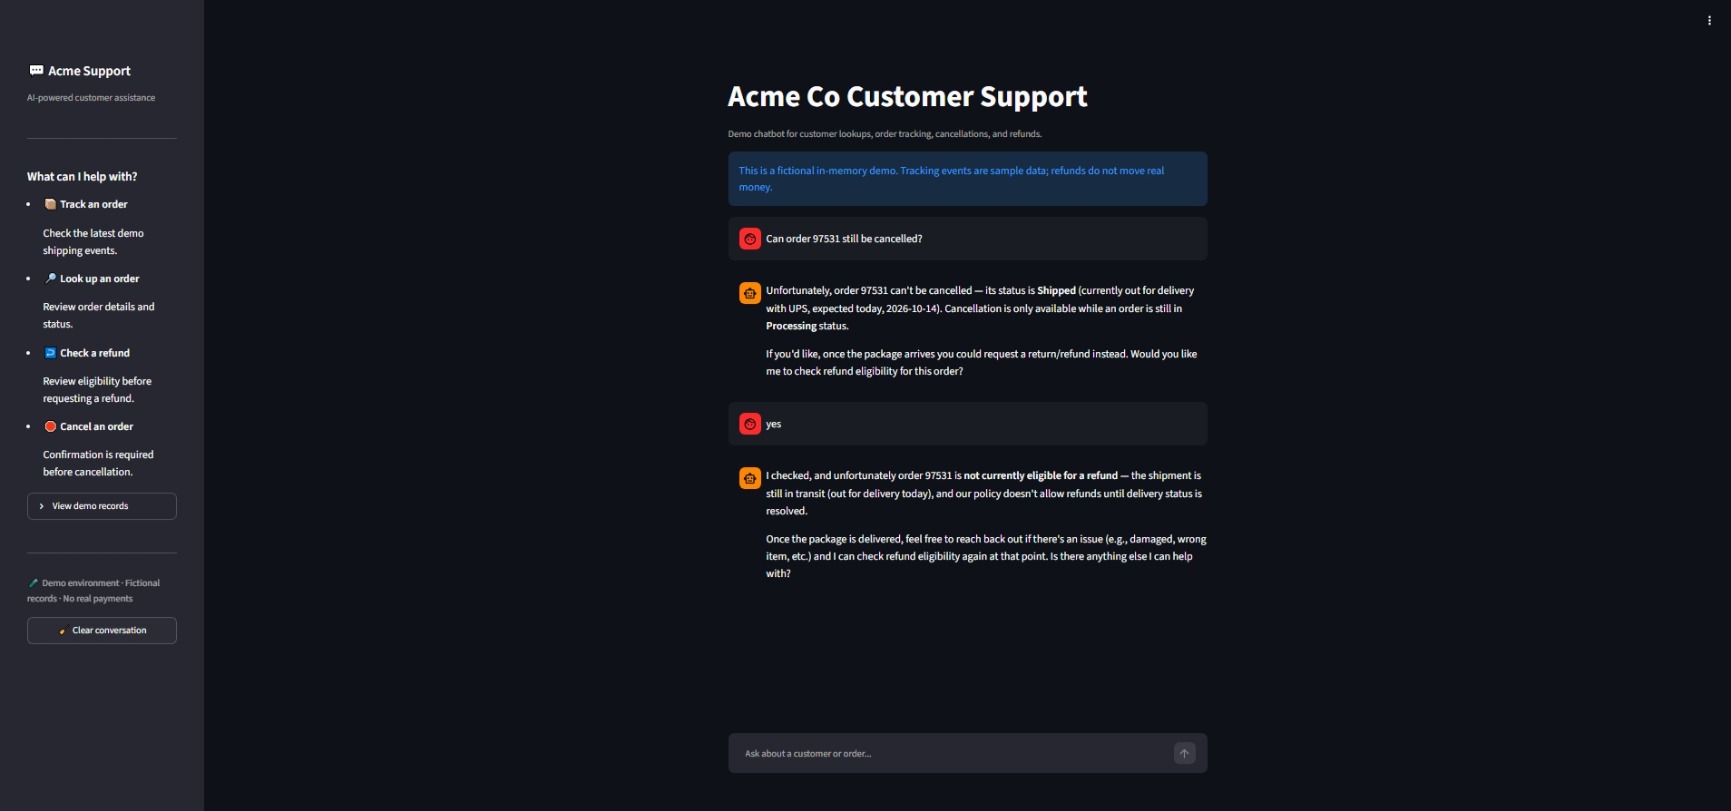 Acme Support
AI-powered customer assistance
What can I help with?
Track an order
Check the latest demo
shipping events.
Look up an order
Review order details and
status.
Check a refund
Review eligibility before
requesting a refund.
Cancel an order
Confirmation is required
before cancellation.
View demo records
Demo environment · Fictional
records · No real payments
Clear conversation
Acme Co Customer Support
Demo chatbot for customer lookups, order tracking, cancellations, and refunds.
This is a fictional in-memory demo. Tracking events are sample data; refunds do not move real
money.
Can order 97531 still be cancelled?
Unfortunately, order 97531 can't be cancelled — its status is Shipped (currently out for delivery
with UPS, expected today, 2026-10-14). Cancellation is only available while an order is still in
Processing status.
If you'd like, once the package arrives you could request a return/refund instead. Would you like
me to check refund eligibility for this order?
yes
I checked, and unfortunately order 97531 is not currently eligible for a refund — the shipment is
still in transit (out for delivery today), and our policy doesn't allow refunds until delivery status is
resolved.
Once the package is delivered, feel free to reach back out if there's an issue (e.g., damaged, wrong
item, etc.) and I can check refund eligibility again at that point. Is there anything else I can help
with?
Ask about a customer or order...